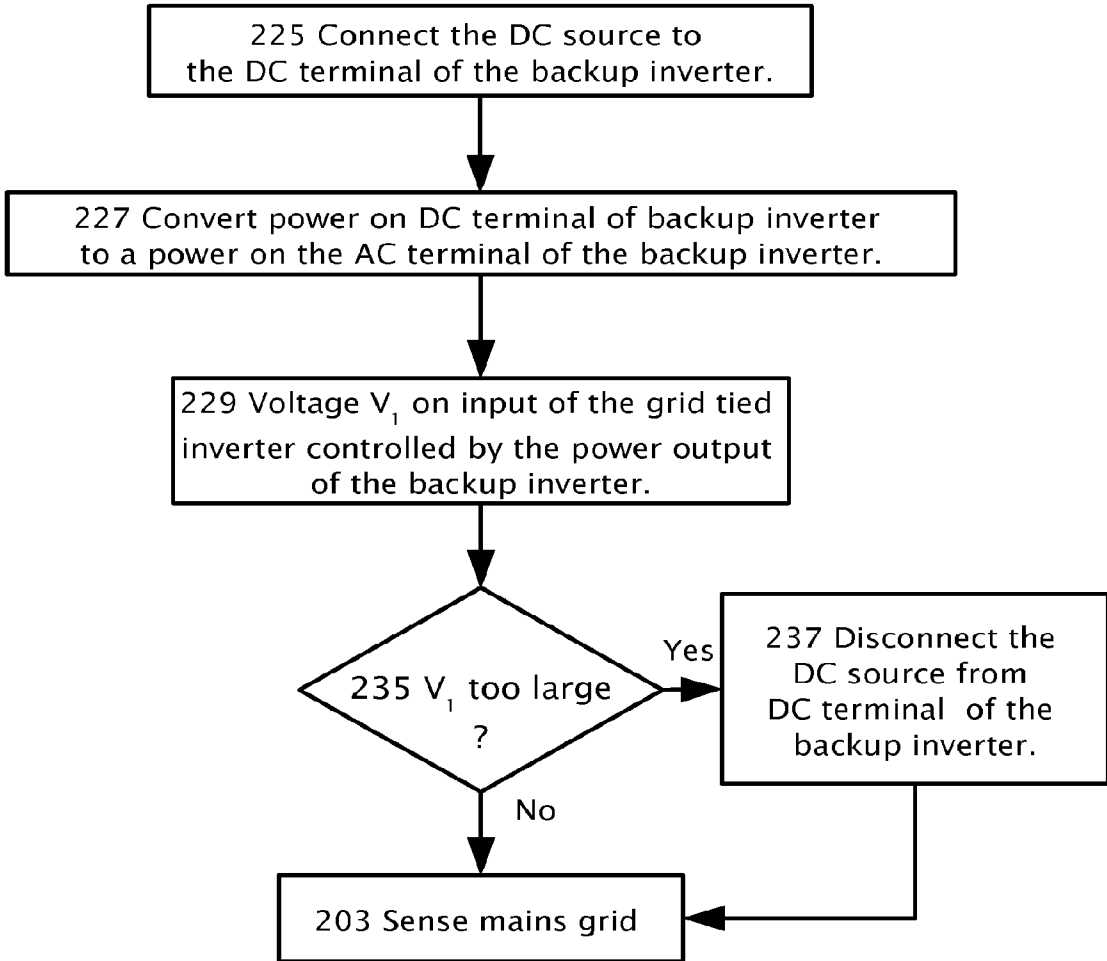 225 Connect the DC source to
the DC terminal of the backup inverter.
227 Convert power on DC terminal of backup inverter
to a power on the AC terminal of the backup inverter.
229 Voltage V₁ on input of the grid tied
inverter controlled by the power output
of the backup inverter.
235 V₁ too large
?
Yes
237 Disconnect the
DC source from
DC terminal of the
backup inverter.
No
203 Sense mains grid